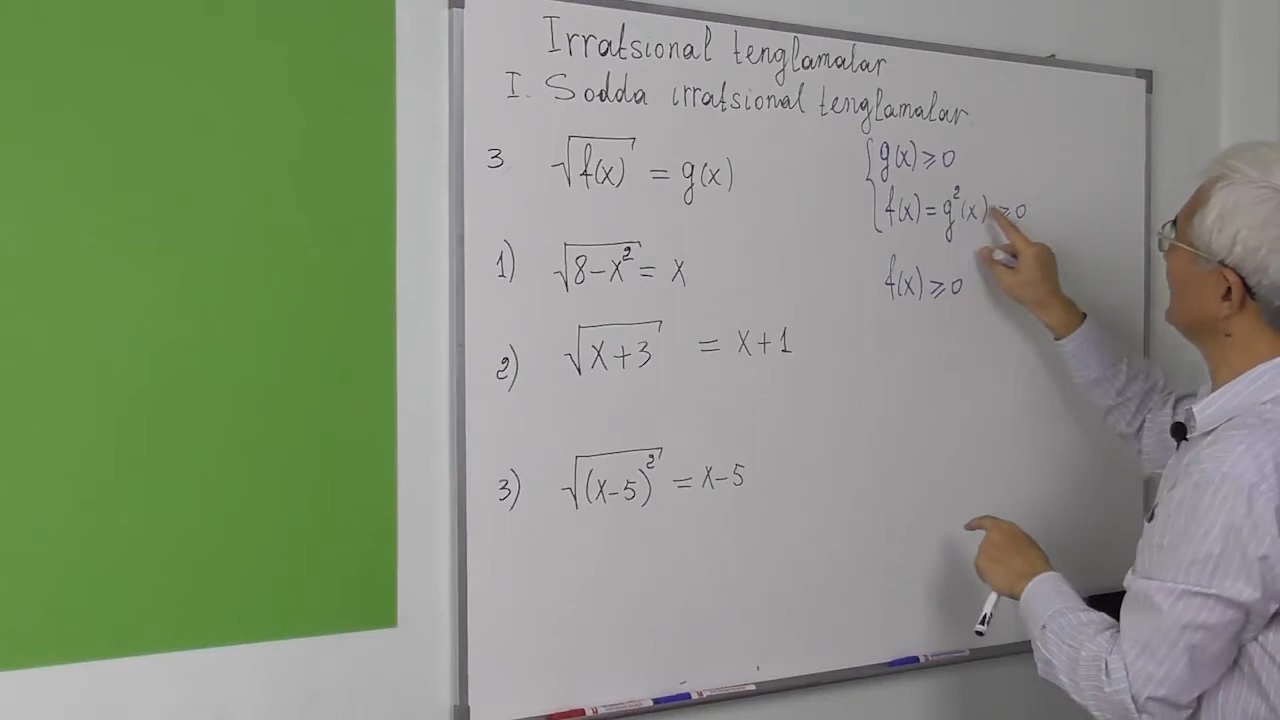 Irratsional tenglamalar
I. Sodda irratsional tenglamalar
3 √f(x) = g(x)
{ g(x) ≥ 0
f(x) = g²(x) ≥ 0
f(x) ≥ 0
1) √8-x² = x
2) √x+3 = x+1
3) √(x-5)² = x-5